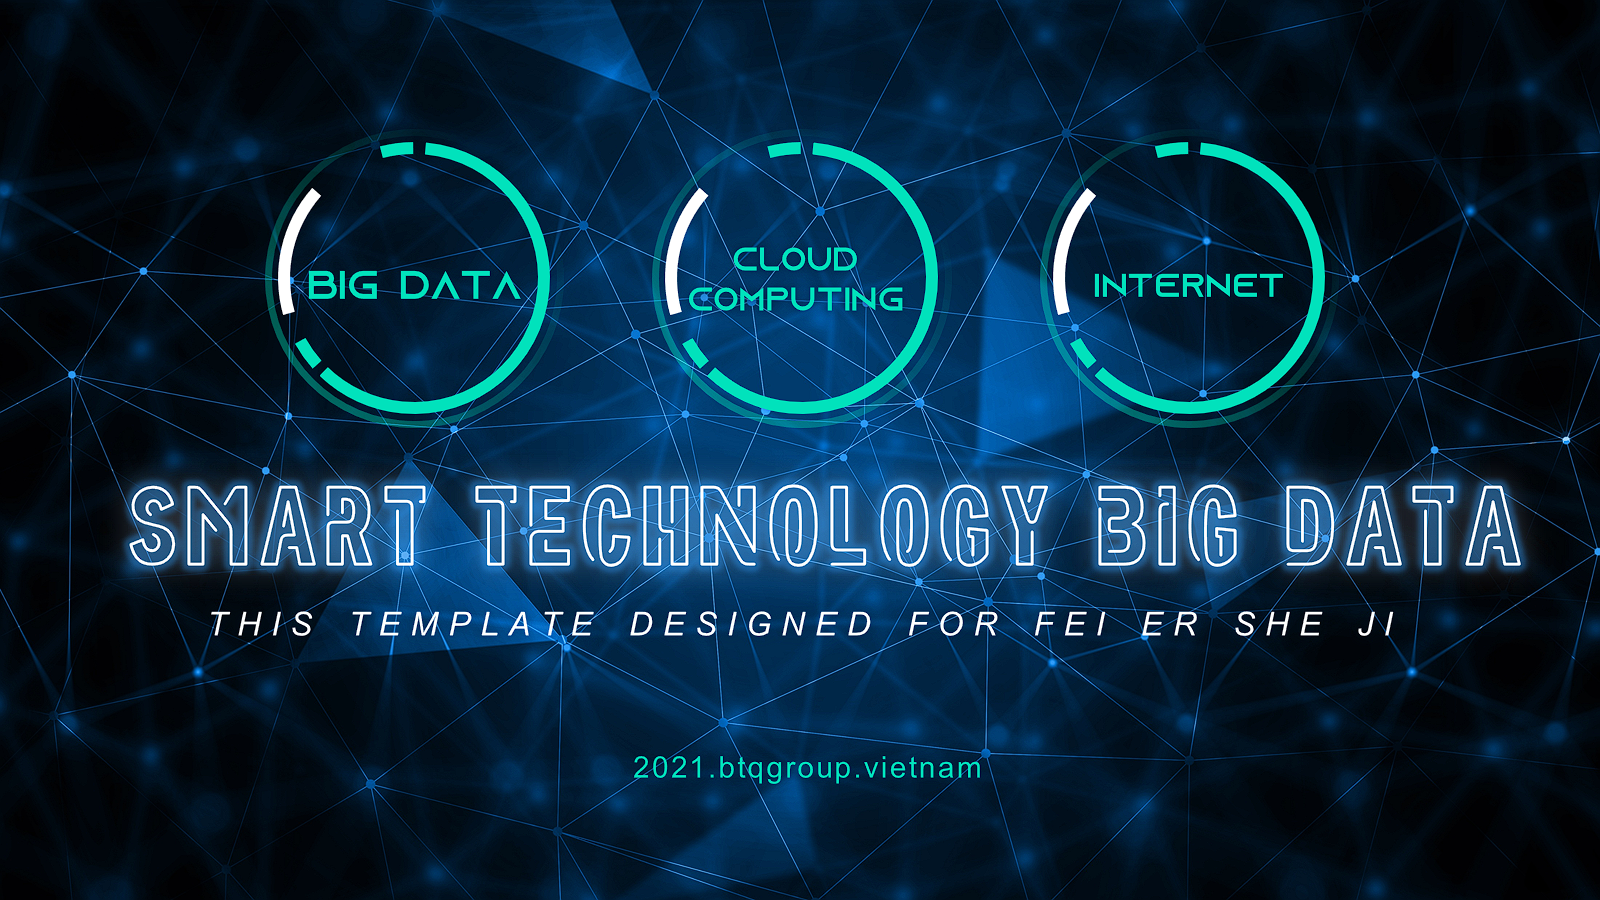 BIG DATA
CLOUD
COMPUTING
INTERNET
SMART TECHNOLOGY BIG DATA
THIS TEMPLATE DESIGNED FOR FEI ER SHE JI
2021.btqgroup.vietnam